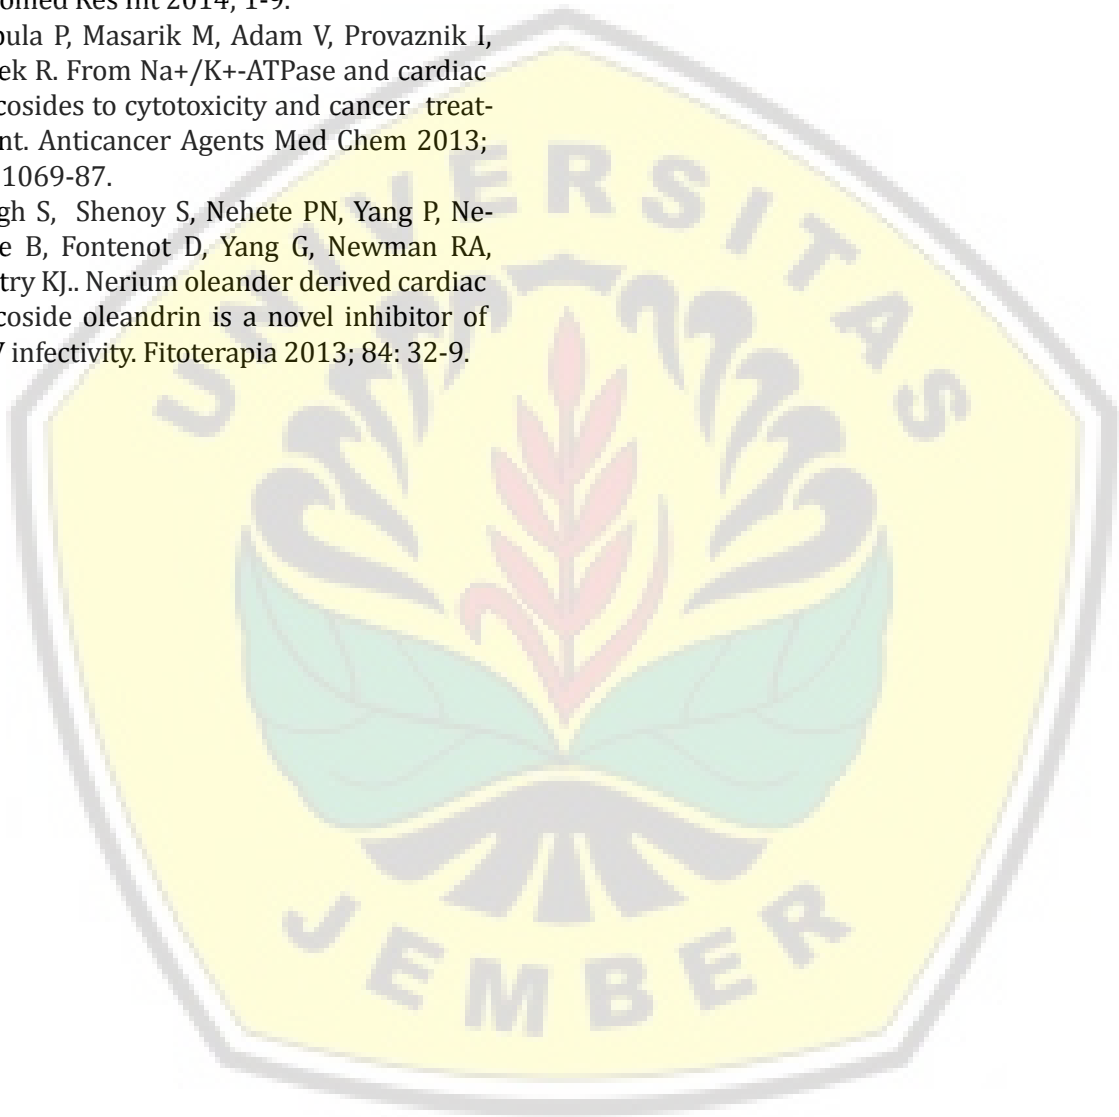 omed Res Int 2014; 1-9.
bula P, Masarik M, Adam V, Provaznik I,
ek R. From Na+/K+-ATPase and cardiac
cosides to cytotoxicity and cancer treat-
nt. Anticancer Agents Med Chem 2013;
1069-87.
gh S, Shenoy S, Nehete PN, Yang P, Ne-
e B, Fontenot D, Yang G, Newman RA,
try KJ.. Nerium oleander derived cardiac
coside oleandrin is a novel inhibitor of
V infectivity. Fitoterapia 2013; 84: 32-9.
UNIVERSITAS
JEMBER